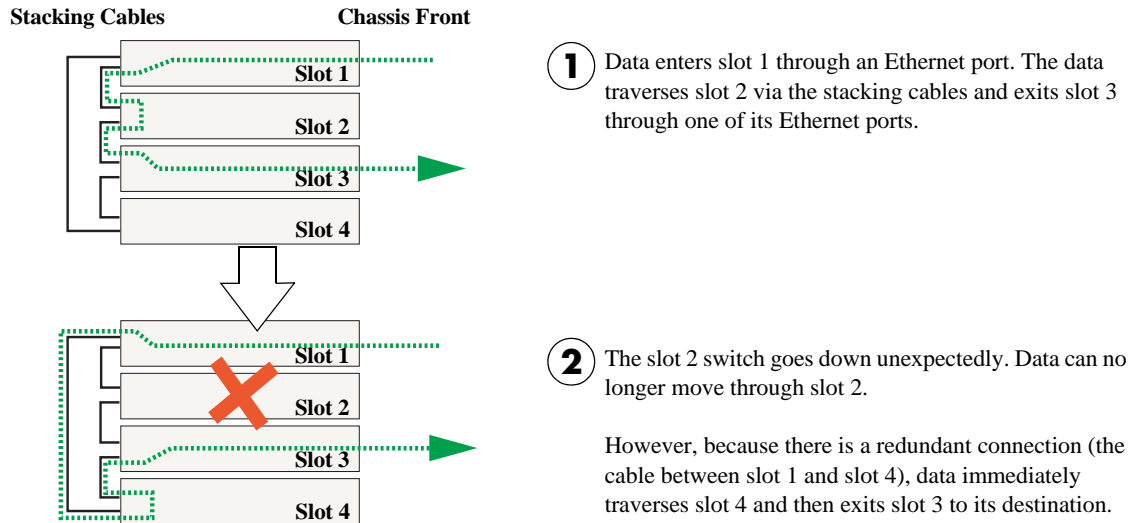 Stacking Cables
Chassis Front
Slot 1
Slot 2
Slot 3
Slot 4
1
Data enters slot 1 through an Ethernet port. The data
traverses slot 2 via the stacking cables and exits slot 3
through one of its Ethernet ports.
Slot 1
Slot 2
Slot 3
Slot 4
2
The slot 2 switch goes down unexpectedly. Data can no
longer move through slot 2.
However, because there is a redundant connection (the
cable between slot 1 and slot 4), data immediately
traverses slot 4 and then exits slot 3 to its destination.